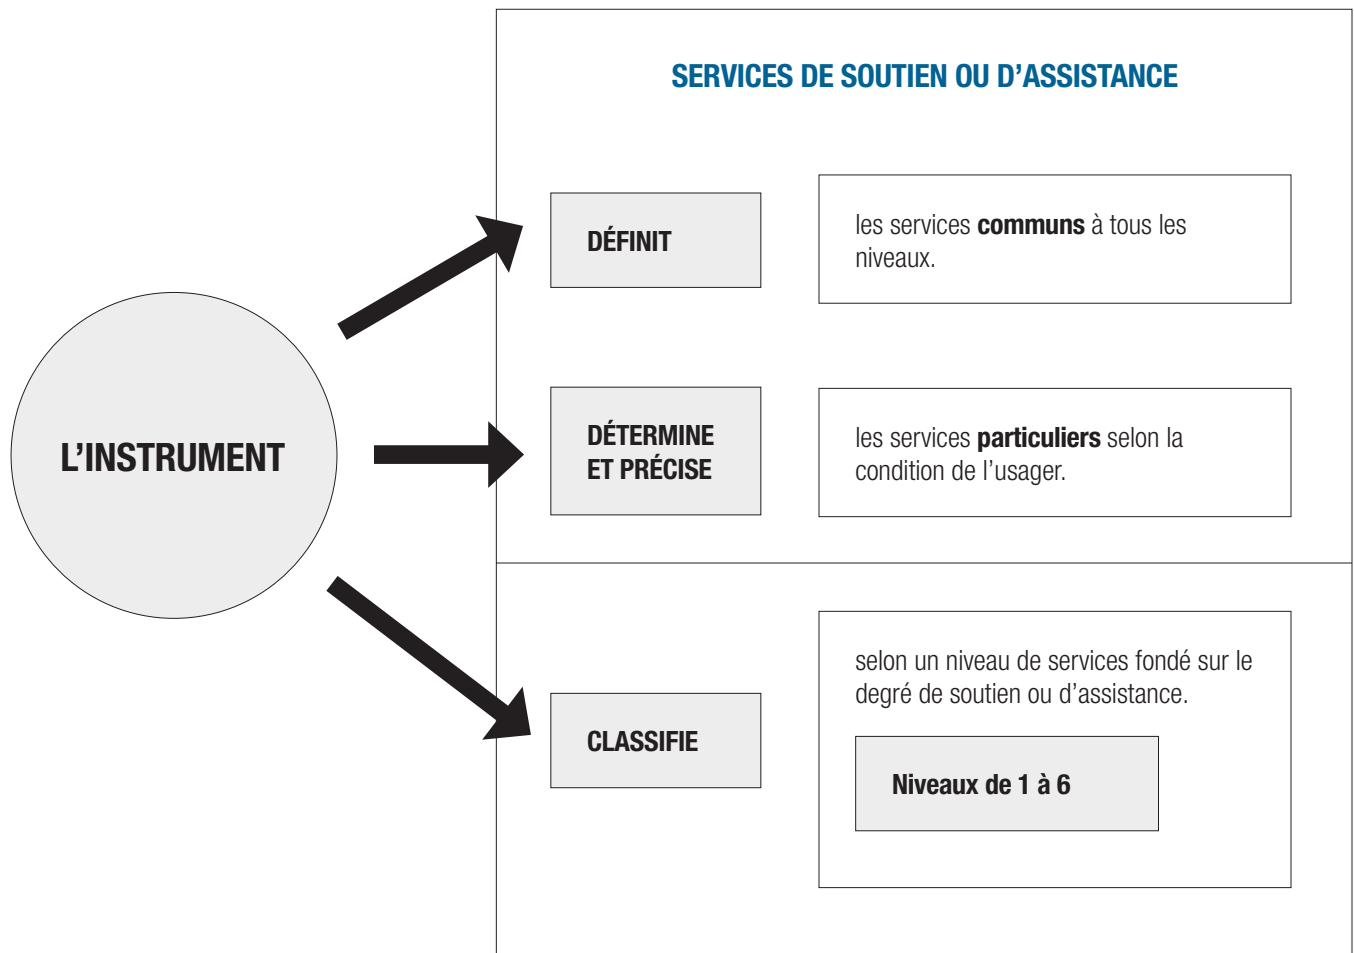 SERVICES DE SOUTIEN OU D’ASSISTANCE
DÉFINIT
les services communs à tous les
niveaux.
L’INSTRUMENT
DÉTERMINE
ET PRÉCISE
les services particuliers selon la
condition de l’usager.
CLASSIFIE
selon un niveau de services fondé sur le
degré de soutien ou d’assistance.
Niveaux de 1 à 6